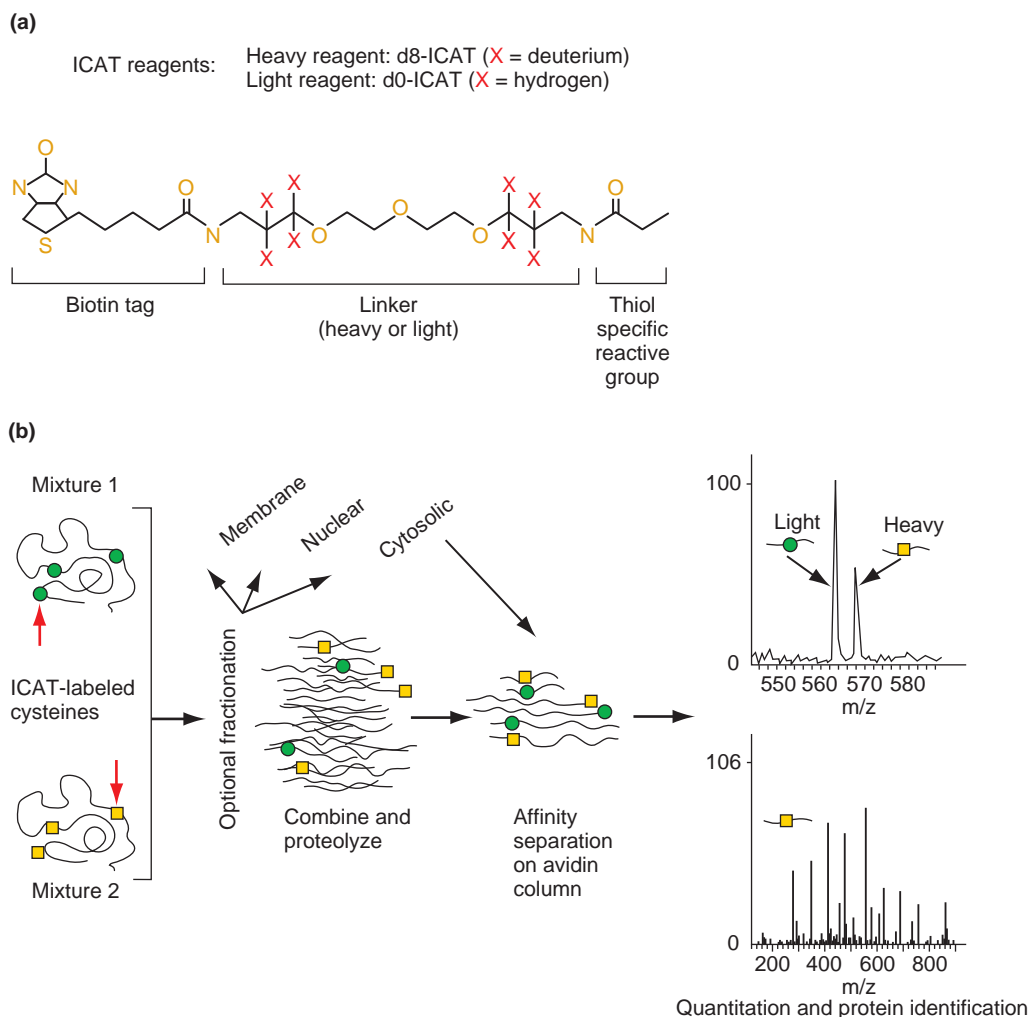 (a)
ICAT reagents:
Heavy reagent: d8-ICAT (X = deuterium)
Light reagent: d0-ICAT (X = hydrogen)
O
N N
S
O
N
X X
X X
O
O
O
X X
X X
N
O
Biotin tag
Linker
(heavy or light)
Thiol
specific
reactive
group
(b)
Mixture 1
ICAT-labeled
cysteines
Mixture 2
Optional fractionation
Membrane
Nuclear
Cytosolic
Combine and
proteolyze
Affinity
separation
on avidin
column
100
Light
Heavy
0
550 560 570 580
m/z
106
0
200 400 600 800
m/z
Quantitation and protein identification